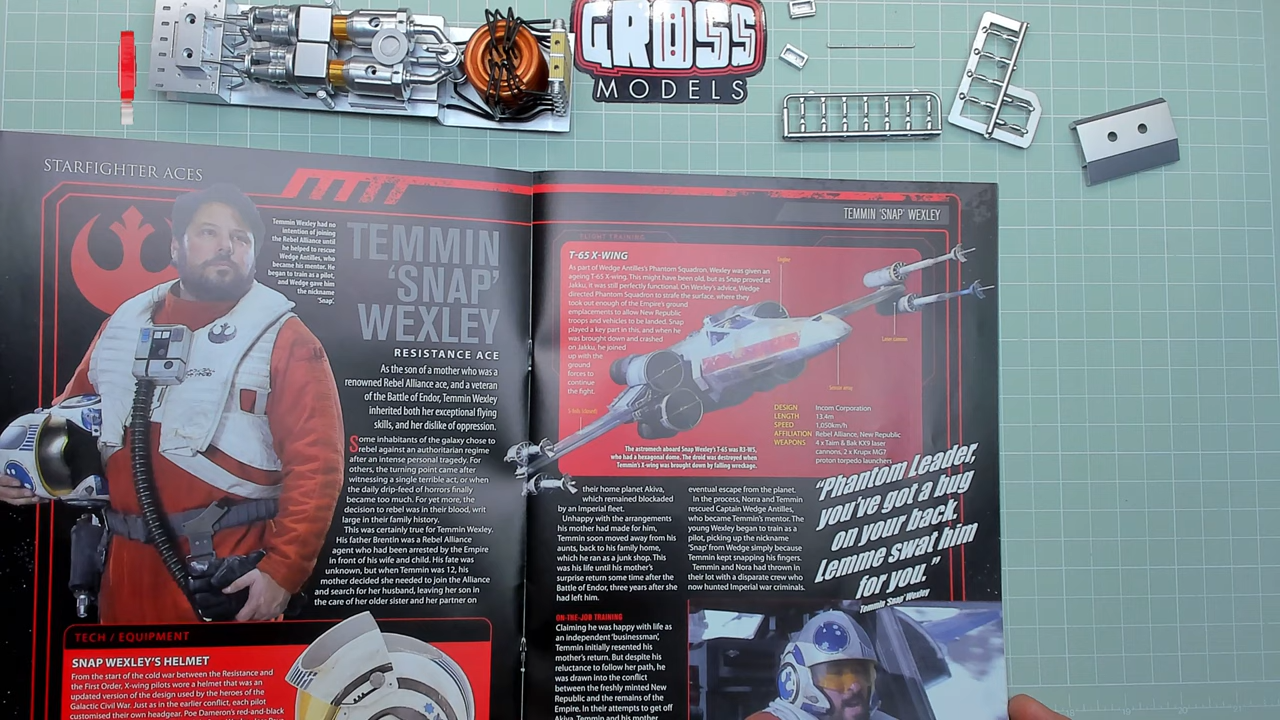 GROSS
MODELS
STARFIGHTER ACES
Temmin Wexley had no
intention of joining
the Rebel Alliance until
he helped to rescue
Wedge Antilles, who
became his mentor. He
began to train as a pilot,
and Wedge gave him
the nickname
'Snap'.
TEMMIN
'SNAP'
WEXLEY
RESISTANCE ACE
As the son of a mother who was a
renowned Rebel Alliance ace, and a veteran
of the Battle of Endor, Temmin Wexley
inherited both her exceptional flying
skills, and her dislike of oppression.
Some inhabitants of the galaxy chose to
rebel against an authoritarian regime
after an intense personal tragedy. For
others, the turning point came after
witnessing a single terrible act, or when
the daily drip-feed of horrors finally
became too much. For yet more, the
decision to rebel was in their blood, writ
large in their family history.
This was certainly true for Temmin Wexley.
His father Brentin was a Rebel Alliance
agent who had been arrested by the Empire
in front of his wife and child. His fate was
unknown, but when Temmin was 12, his
mother decided she needed to join the Alliance
and search for her husband, leaving her son in
the care of her older sister and her partner on
TECH / EQUIPMENT
SNAP WEXLEY'S HELMET
From the start of the cold war between the Resistance and
the First Order, X-wing pilots wore a helmet that was an
updated version of the design used by the heroes of the
Galactic Civil War. Just as in the earlier conflict, each pilot
customised their own headgear. Poe Dameron's red-and-black
TEMMIN 'SNAP' WEXLEY
FLIGHT TRAINING
T-65 X-WING
As part of Wedge Antilles's Phantom Squadron, Wexley was given an
ageing T-65 X-wing. This might have been old, but as Snap proved at
Jakku, it was still perfectly functional. On Wexley's advice, Wedge
directed Phantom Squadron to strafe the surface, where they
took out enough of the Empire's ground
emplacements to allow New Republic
troops and vehicles to be landed. Snap
played a key part in this, and when he
was brought down and crashed
on Jakku, he joined
up with the
ground
forces to
continue
the fight.
Engine
Laser cannons
Sensor array
S-foils (closed)
DESIGN Incom Corporation
LENGTH 13.4m
SPEED 1,050km/h
AFFILIATION Rebel Alliance, New Republic
WEAPONS 4 x Taim & Bak KX9 laser
cannons, 2 x Krupx MG7
proton torpedo launchers
The astromech aboard Snap Wexley's T-65 was R3-W5,
who had a hexagonal dome. The droid was destroyed when
Temmin's X-wing was brought down by falling wreckage.
their home planet Akiva,
which remained blockaded
by an Imperial fleet.
Unhappy with the arrangements
his mother had made for him,
Temmin soon moved away from his
aunts, back to his family home,
which he ran as a junk shop. This
was his life until his mother's
surprise return some time after the
Battle of Endor, three years after she
had left him.
ON-THE-JOB TRAINING
Claiming he was happy with life as
an independent 'businessman',
Temmin initially resented his
mother's return. But despite his
reluctance to follow her path, he
was drawn into the conflict
between the freshly minted New
Republic and the remains of the
Empire. In their attempts to get off
Akiva, Temmin and his mother
eventual escape from the planet.
In the process, Nora and Temmin
rescued Captain Wedge Antilles,
who became Temmin's mentor. The
young Wexley began to train as a
pilot, picking up the nickname
'Snap' from Wedge simply because
Temmin kept snapping his fingers.
Temmin and Nora had thrown in
their lot with a disparate crew who
now hunted Imperial war criminals.
"Phantom Leader,
you've got a bug
on your back.
Lemme swat him
for you."
Temmin 'Snap' Wexley